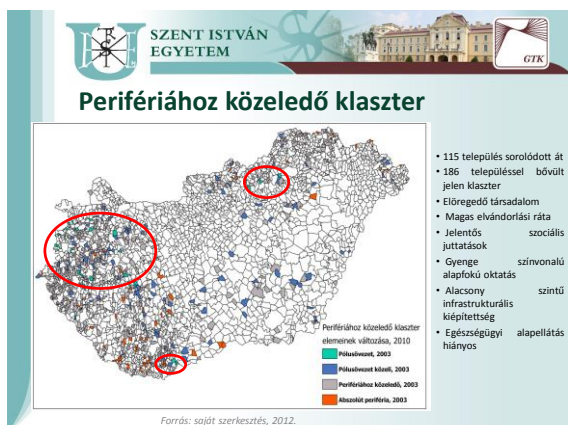 SZENT ISTVÁN
EGYETEM
GTK
Perifériához közeledő klaszter
• 115 település sorolódott át
• 186 településsel bővült
jelen klaszter
• Elöregedő társadalom
• Magas elvándorlási ráta
• Jelentős szociális
juttatások
• Gyenge színvonalú
alapfokú oktatás
• Alacsony szintű
infrastrukturális
kiépítettség
• Egészségügyi alapellátás
hiányos
Perifériához közeledő klaszter
elemeinek változása, 2010
Pólusövezet, 2003
Pólusövezet közeli, 2003
Perifériához közeledő, 2003
Abszolút periféria, 2003
Forrás: saját szerkesztés, 2012.